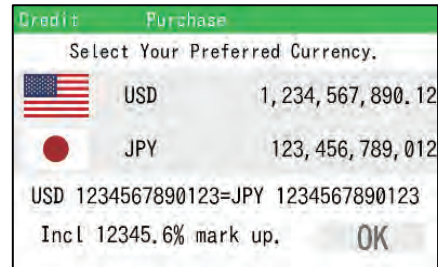 Credit Purchase
Select Your Preferred Currency.
USD 1,234,567,890.12
JPY 123,456,789,012
USD 1234567890123=JPY 1234567890123
Incl 12345.6% mark up. OK